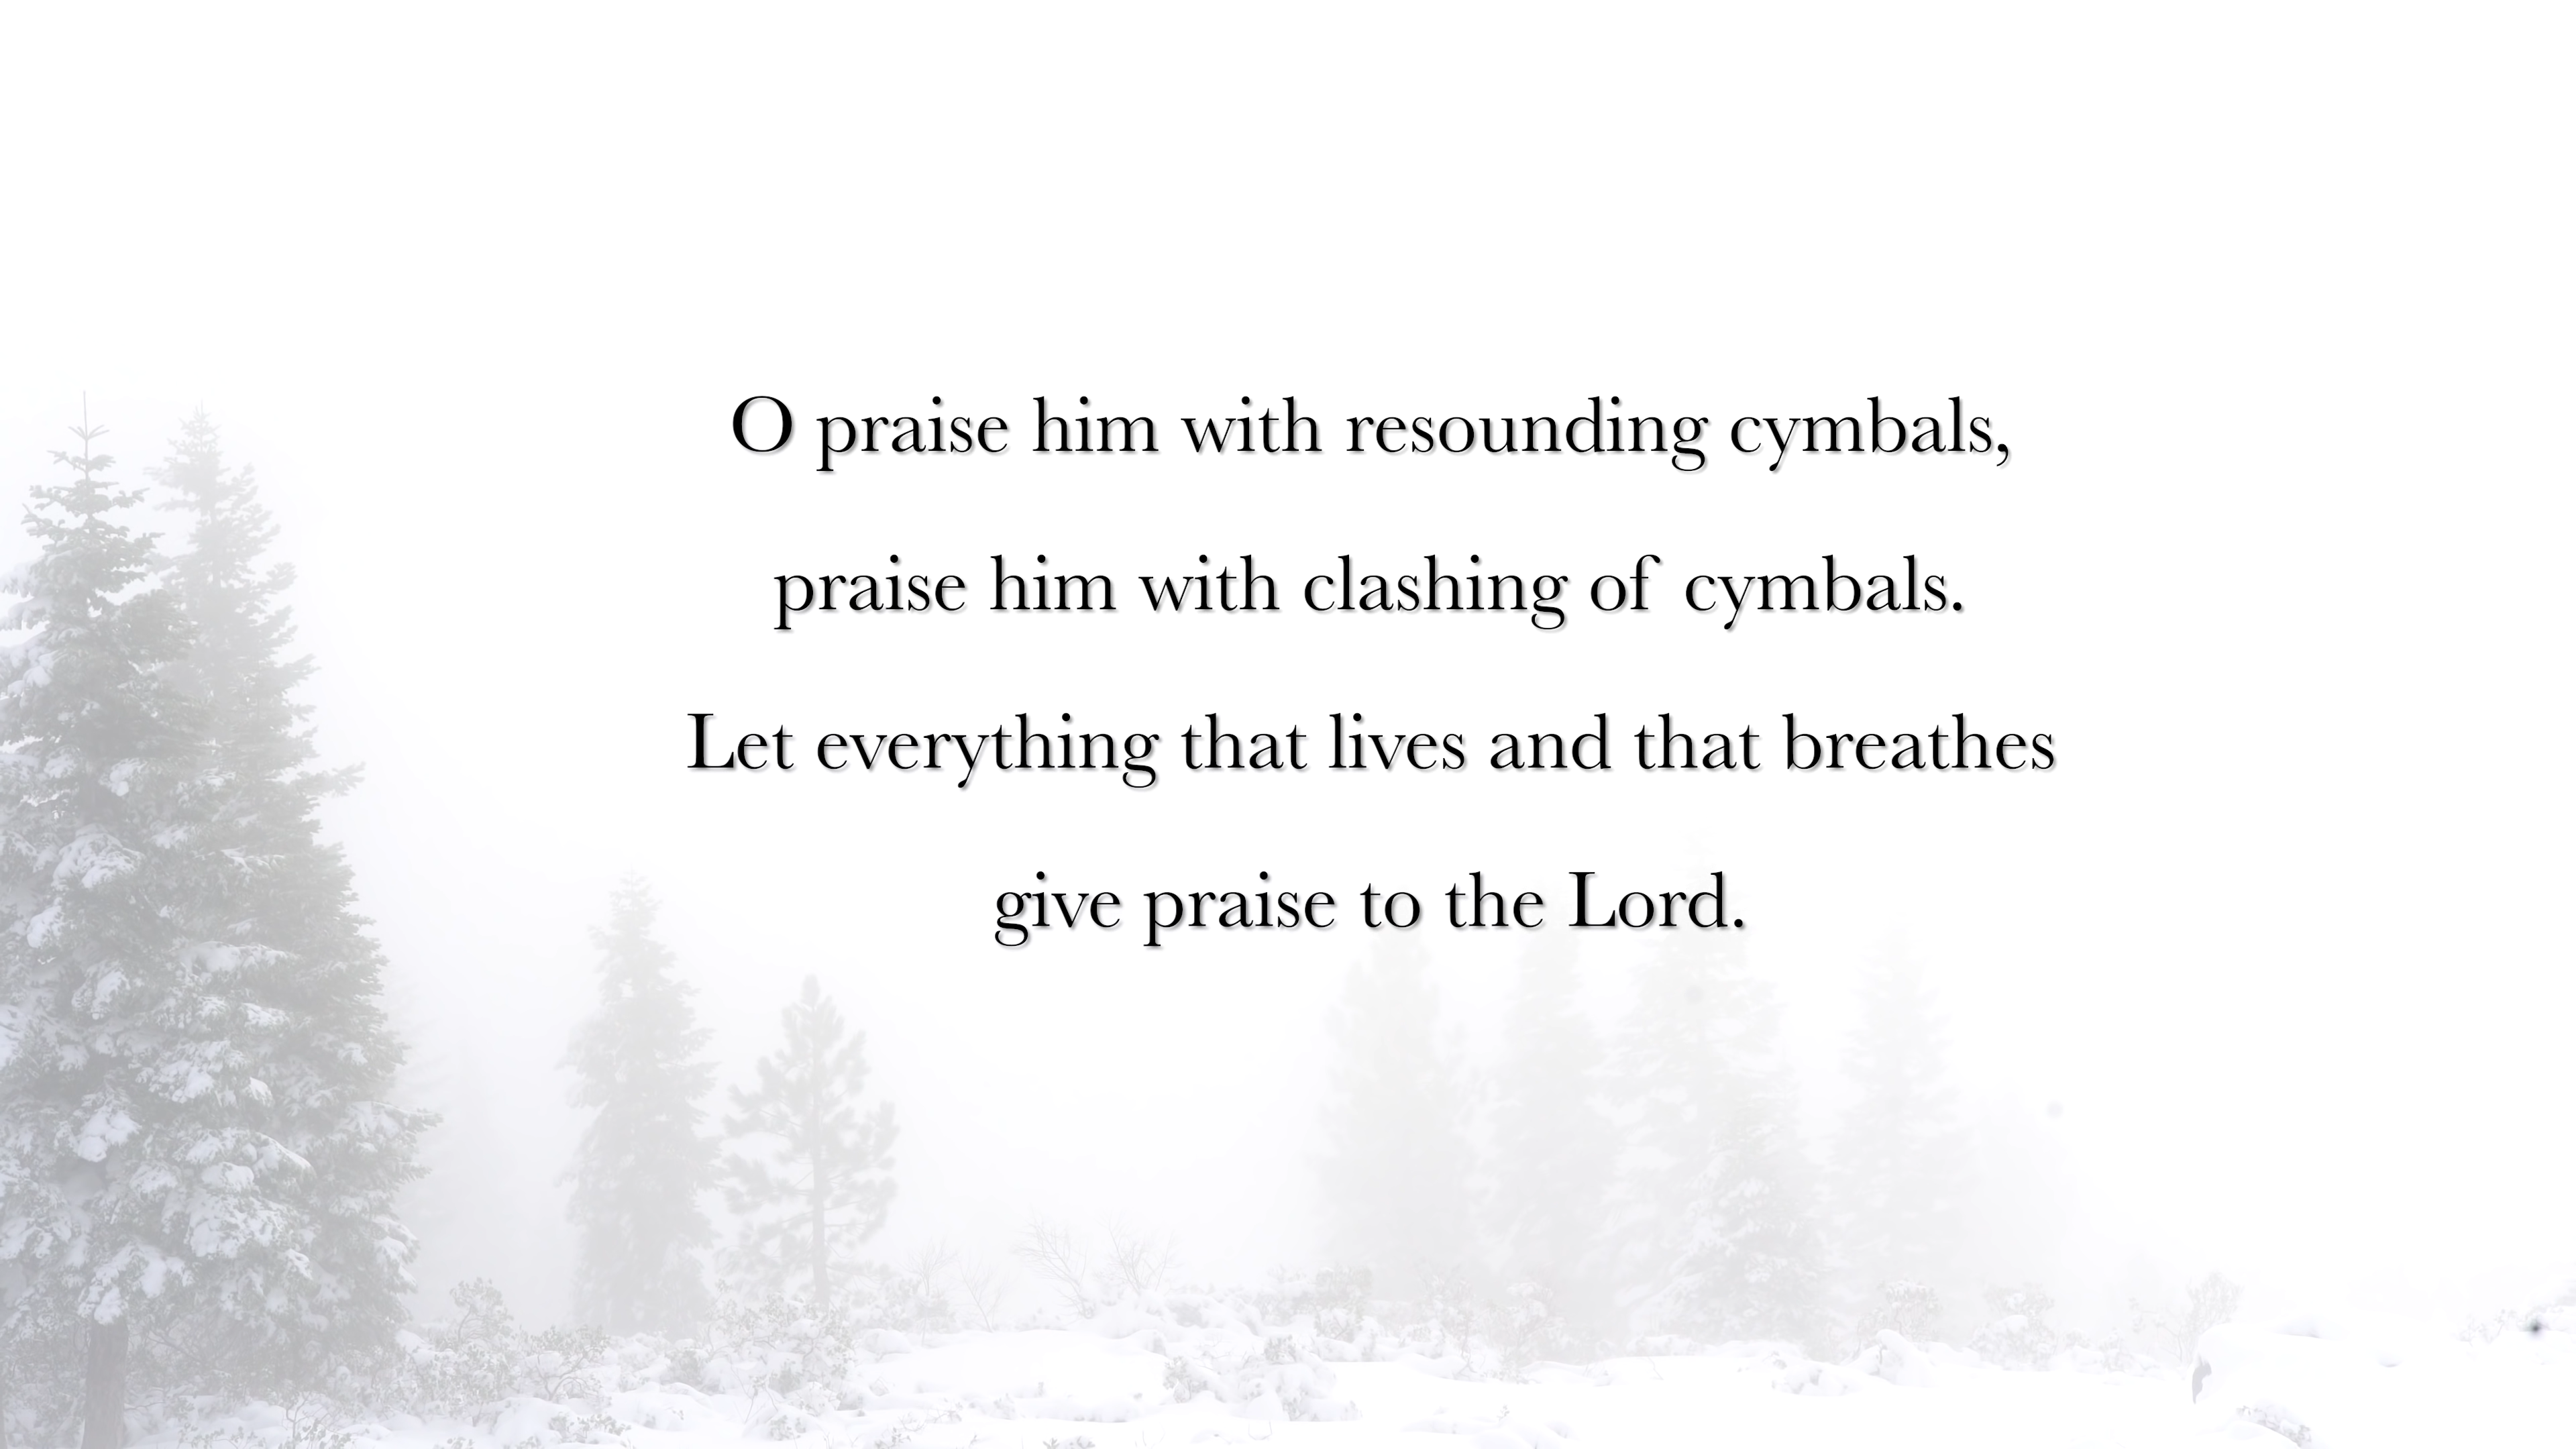 O praise him with resounding cymbals,
praise him with clashing of cymbals.
Let everything that lives and that breathes
give praise to the Lord.